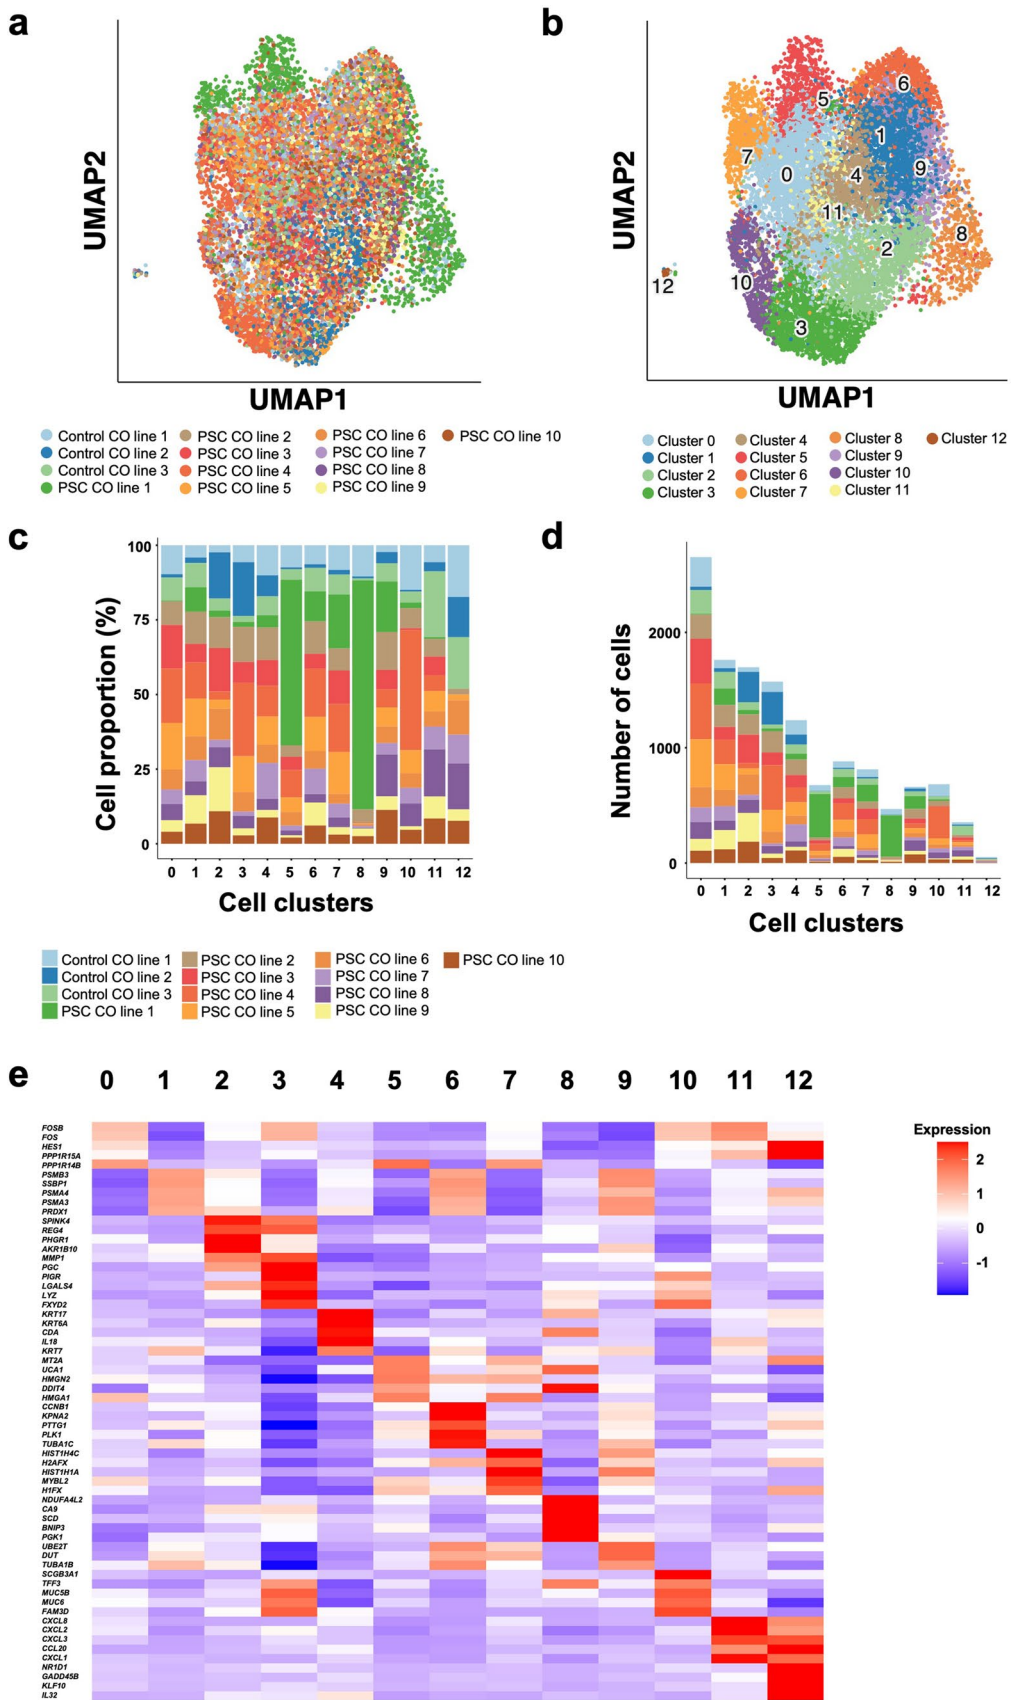 a
b
UMAP2
UMAP1
UMAP2
UMAP1
5
6
7
0
1
4
9
11
2
8
10
12
3
Control CO line 1
Control CO line 2
Control CO line 3
PSC CO line 1
PSC CO line 2
PSC CO line 3
PSC CO line 4
PSC CO line 5
PSC CO line 6
PSC CO line 7
PSC CO line 8
PSC CO line 9
PSC CO line 10
Cluster 0
Cluster 1
Cluster 2
Cluster 3
Cluster 4
Cluster 5
Cluster 6
Cluster 7
Cluster 8
Cluster 9
Cluster 10
Cluster 11
Cluster 12
c
Cell proportion (%)
100
75
50
25
0
0 1 2 3 4 5 6 7 8 9 10 11 12
Cell clusters
d
Number of cells
2000
1000
0
0 1 2 3 4 5 6 7 8 9 10 11 12
Cell clusters
Control CO line 1
Control CO line 2
Control CO line 3
PSC CO line 1
PSC CO line 2
PSC CO line 3
PSC CO line 4
PSC CO line 5
PSC CO line 6
PSC CO line 7
PSC CO line 8
PSC CO line 9
PSC CO line 10
e
0 1 2 3 4 5 6 7 8 9 10 11 12
FOSB
FOS
HES1
PPP1R15A
PPP1R14B
PSMB3
SSBP1
PSMA4
PSMA3
PRDX1
SPINK4
REG4
PHGR1
AKR1B10
MMP1
PGC
PIGR
LGALS4
LYZ
FXYD2
KRT17
KRT6A
CDA
IL18
KRT7
MT2A
UCA1
HMGN2
DDIT4
HMGA1
CCNB1
KPNA2
PTTG1
PLK1
TUBA1C
HIST1H4C
H2AFX
HIST1H1A
MYBL2
H1FX
NDUFA4L2
CA9
SCD
BNIP3
PGK1
UBE2T
DUT
TUBA1B
SCGB3A1
TFF3
MUC5B
MUC6
FAM3D
CXCL8
CXCL2
CXCL3
CCL20
CXCL1
NR1D1
GADD45B
KLF10
IL32
Expression
2
1
0
-1